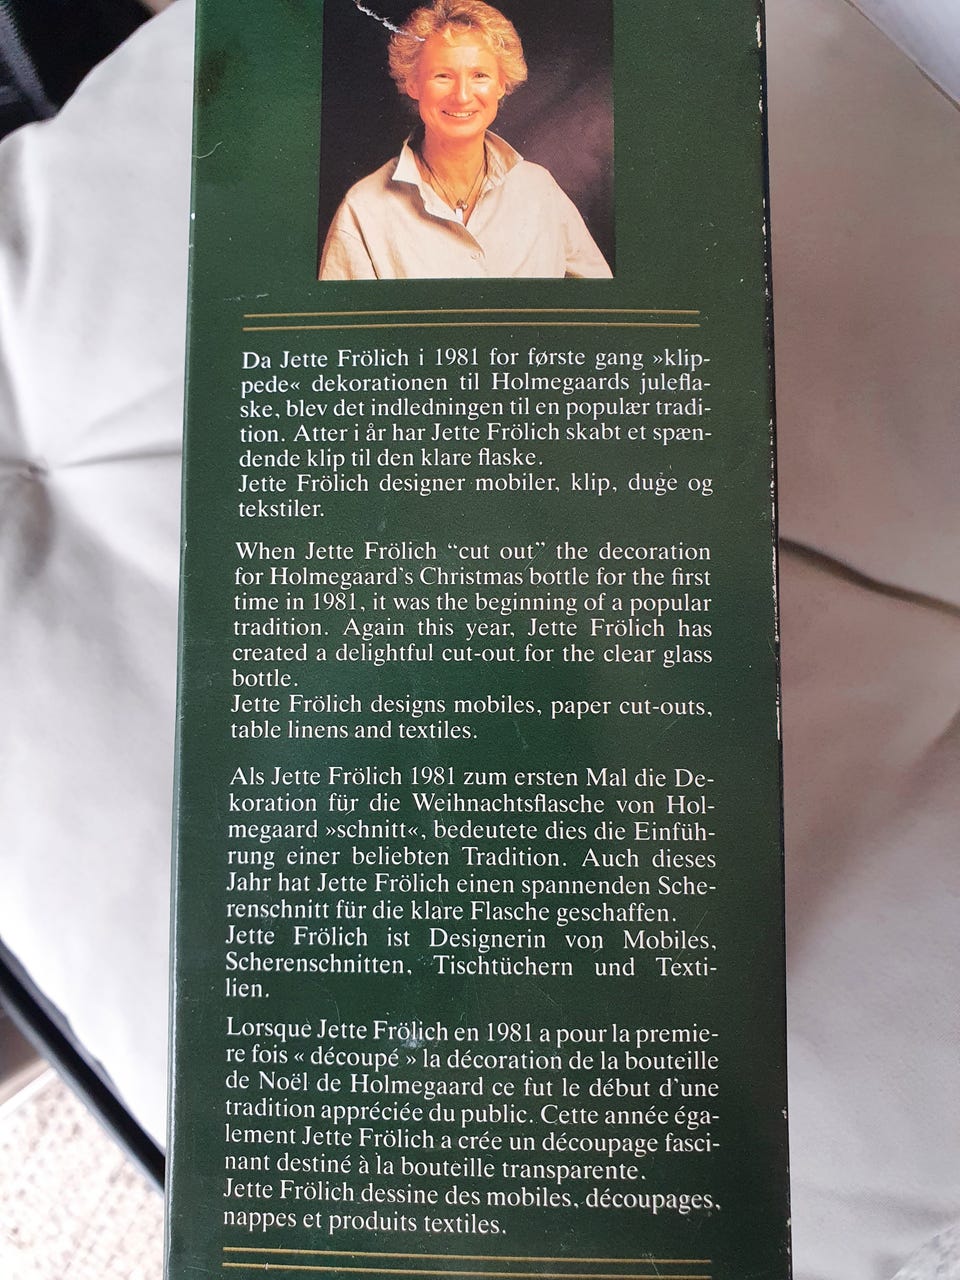 Da Jette Frölich i 1981 for første gang »klip-
pede« dekorationen til Holmegaards julefla-
ske, blev det indledningen til en populær tradi-
tion. Atter i år har Jette Frölich skabt et spæn-
dende klip til den klare flaske.
Jette Frölich designer mobiler, klip, duge og
tekstiler.
When Jette Frölich “cut out” the decoration
for Holmegaard's Christmas bottle for the first
time in 1981, it was the beginning of a popular
tradition. Again this year, Jette Frölich has
created a delightful cut-out for the clear glass
bottle.
Jette Frölich designs mobiles, paper cut-outs,
table linens and textiles.
Als Jette Frölich 1981 zum ersten Mal die De-
koration für die Weihnachtsflasche von Hol-
megaard »schnitt«, bedeutete dies die Einfüh-
rung einer beliebten Tradition. Auch dieses
Jahr hat Jette Frölich einen spannenden Sche-
renschnitt für die klare Flasche geschaffen.
Jette Frölich ist Designerin von Mobiles,
Scherenschnitten, Tischtüchern und Texti-
lien.
Lorsque Jette Frölich en 1981 a pour la premie-
re fois « découpé » la décoration de la bouteille
de Noël de Holmegaard ce fut le début d'une
tradition appréciée du public. Cette année éga-
lement Jette Frölich a crée un découpage fasci-
nant destiné à la bouteille transparente.
Jette Frölich dessine des mobiles, découpages,
nappes et produits textiles.